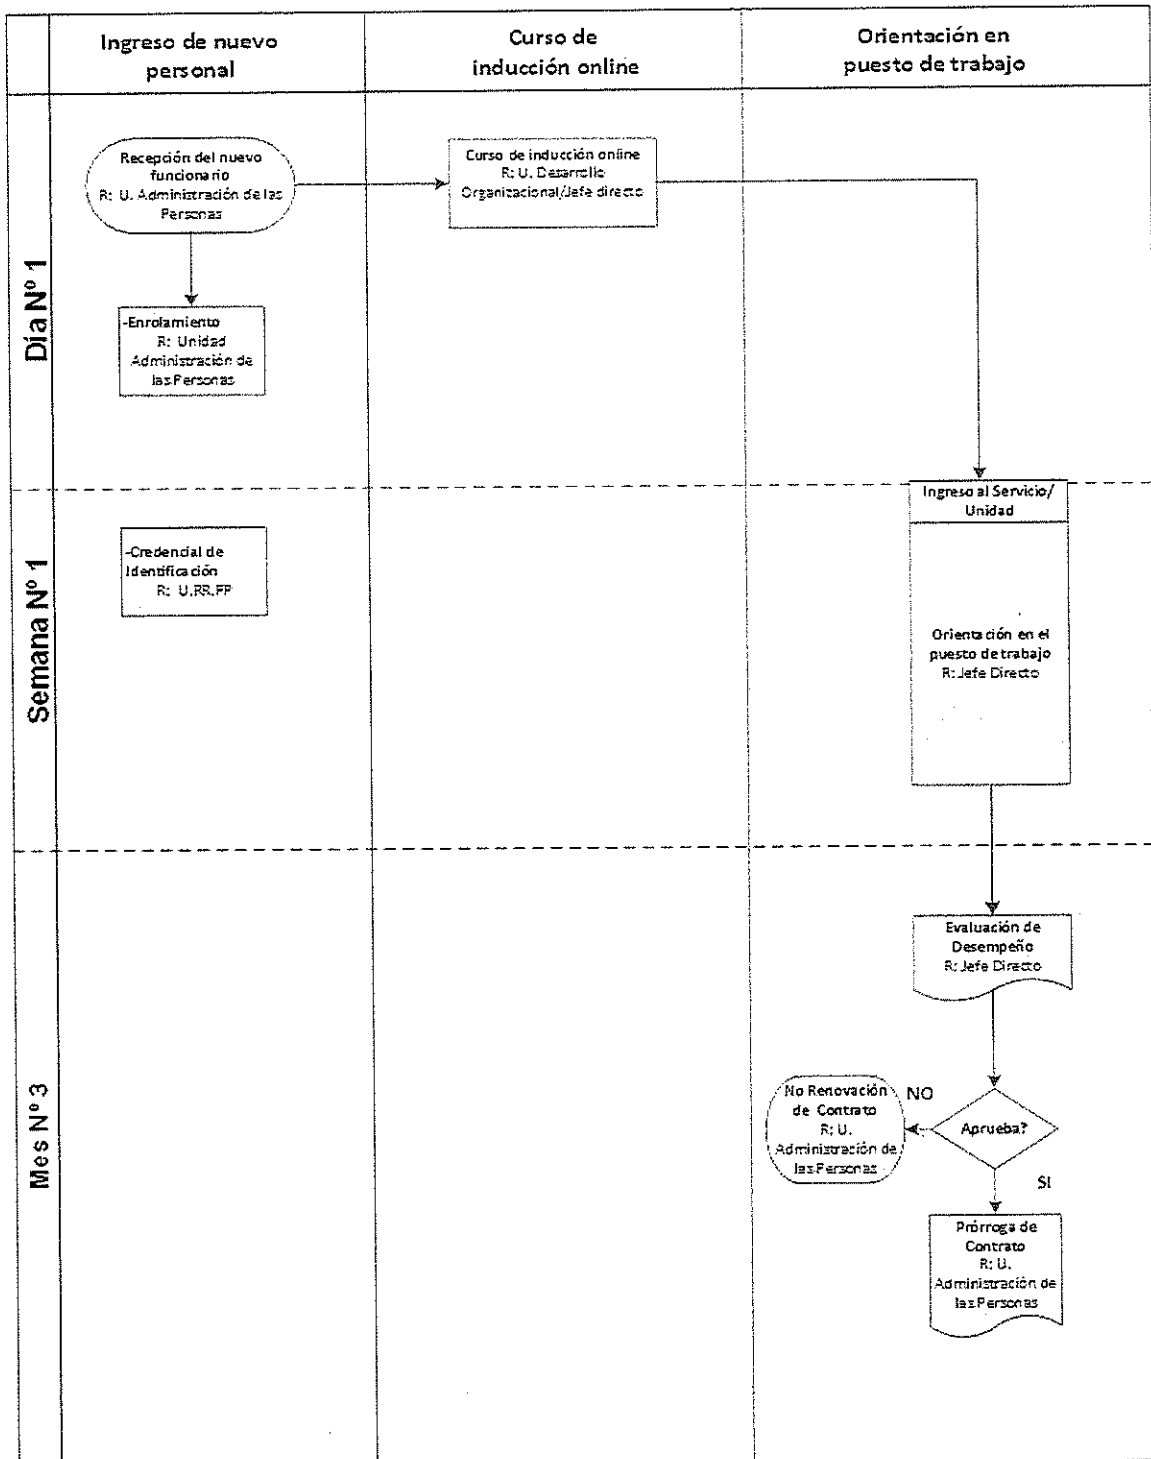 Ingreso de nuevo
personal
Curso de
inducción online
Orientación en
puesto de trabajo
Día Nº 1
Recepción del nuevo
funcionario
R: U. Administración de las
Personas
Curso de inducción online
R: U. Desarrollo
Organizacional/Jefe directo
-Enrolamiento
R: Unidad
Administración de
las Personas
Semana Nº 1
-Credencial de
Identificación
R: U.RR.PP
Ingreso al Servicio/
Unidad
Orientación en el
puesto de trabajo
R: Jefe Directo
Mes Nº 3
Evaluación de
Desempeño
R: Jefe Directo
No Renovación
de Contrato
R: U.
Administración de
las Personas
NO
Aprueba?
SI
Prórroga de
Contrato
R: U.
Administración de
las Personas